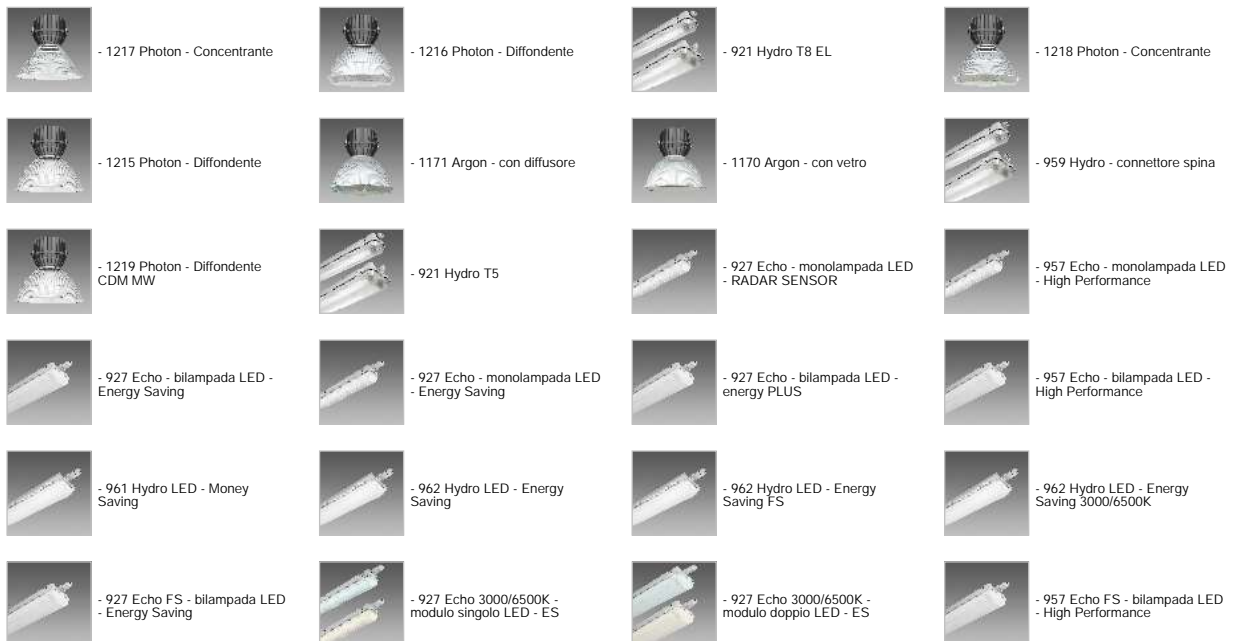 - 1217 Photon - Concentrante
- 1216 Photon - Diffondente
- 921 Hydro T8 EL
- 1218 Photon - Concentrante
- 1215 Photon - Diffondente
- 1171 Argon - con diffusore
- 1170 Argon - con vetro
- 959 Hydro - connettore spina
- 1219 Photon - Diffondente
CDM MW
- 921 Hydro T5
- 927 Echo - monolampada LED
- RADAR SENSOR
- 957 Echo - monolampada LED
- High Performance
- 927 Echo - bilampada LED -
Energy Saving
- 927 Echo - monolampada LED
- Energy Saving
- 927 Echo - bilampada LED -
energy PLUS
- 957 Echo - bilampada LED -
High Performance
- 961 Hydro LED - Money
Saving
- 962 Hydro LED - Energy
Saving
- 962 Hydro LED - Energy
Saving FS
- 962 Hydro LED - Energy
Saving 3000/6500K
- 927 Echo FS - bilampada LED
- Energy Saving
- 927 Echo 3000/6500K -
modulo singolo LED - ES
- 927 Echo 3000/6500K -
modulo doppio LED - ES
- 957 Echo FS - bilampada LED
- High Performance